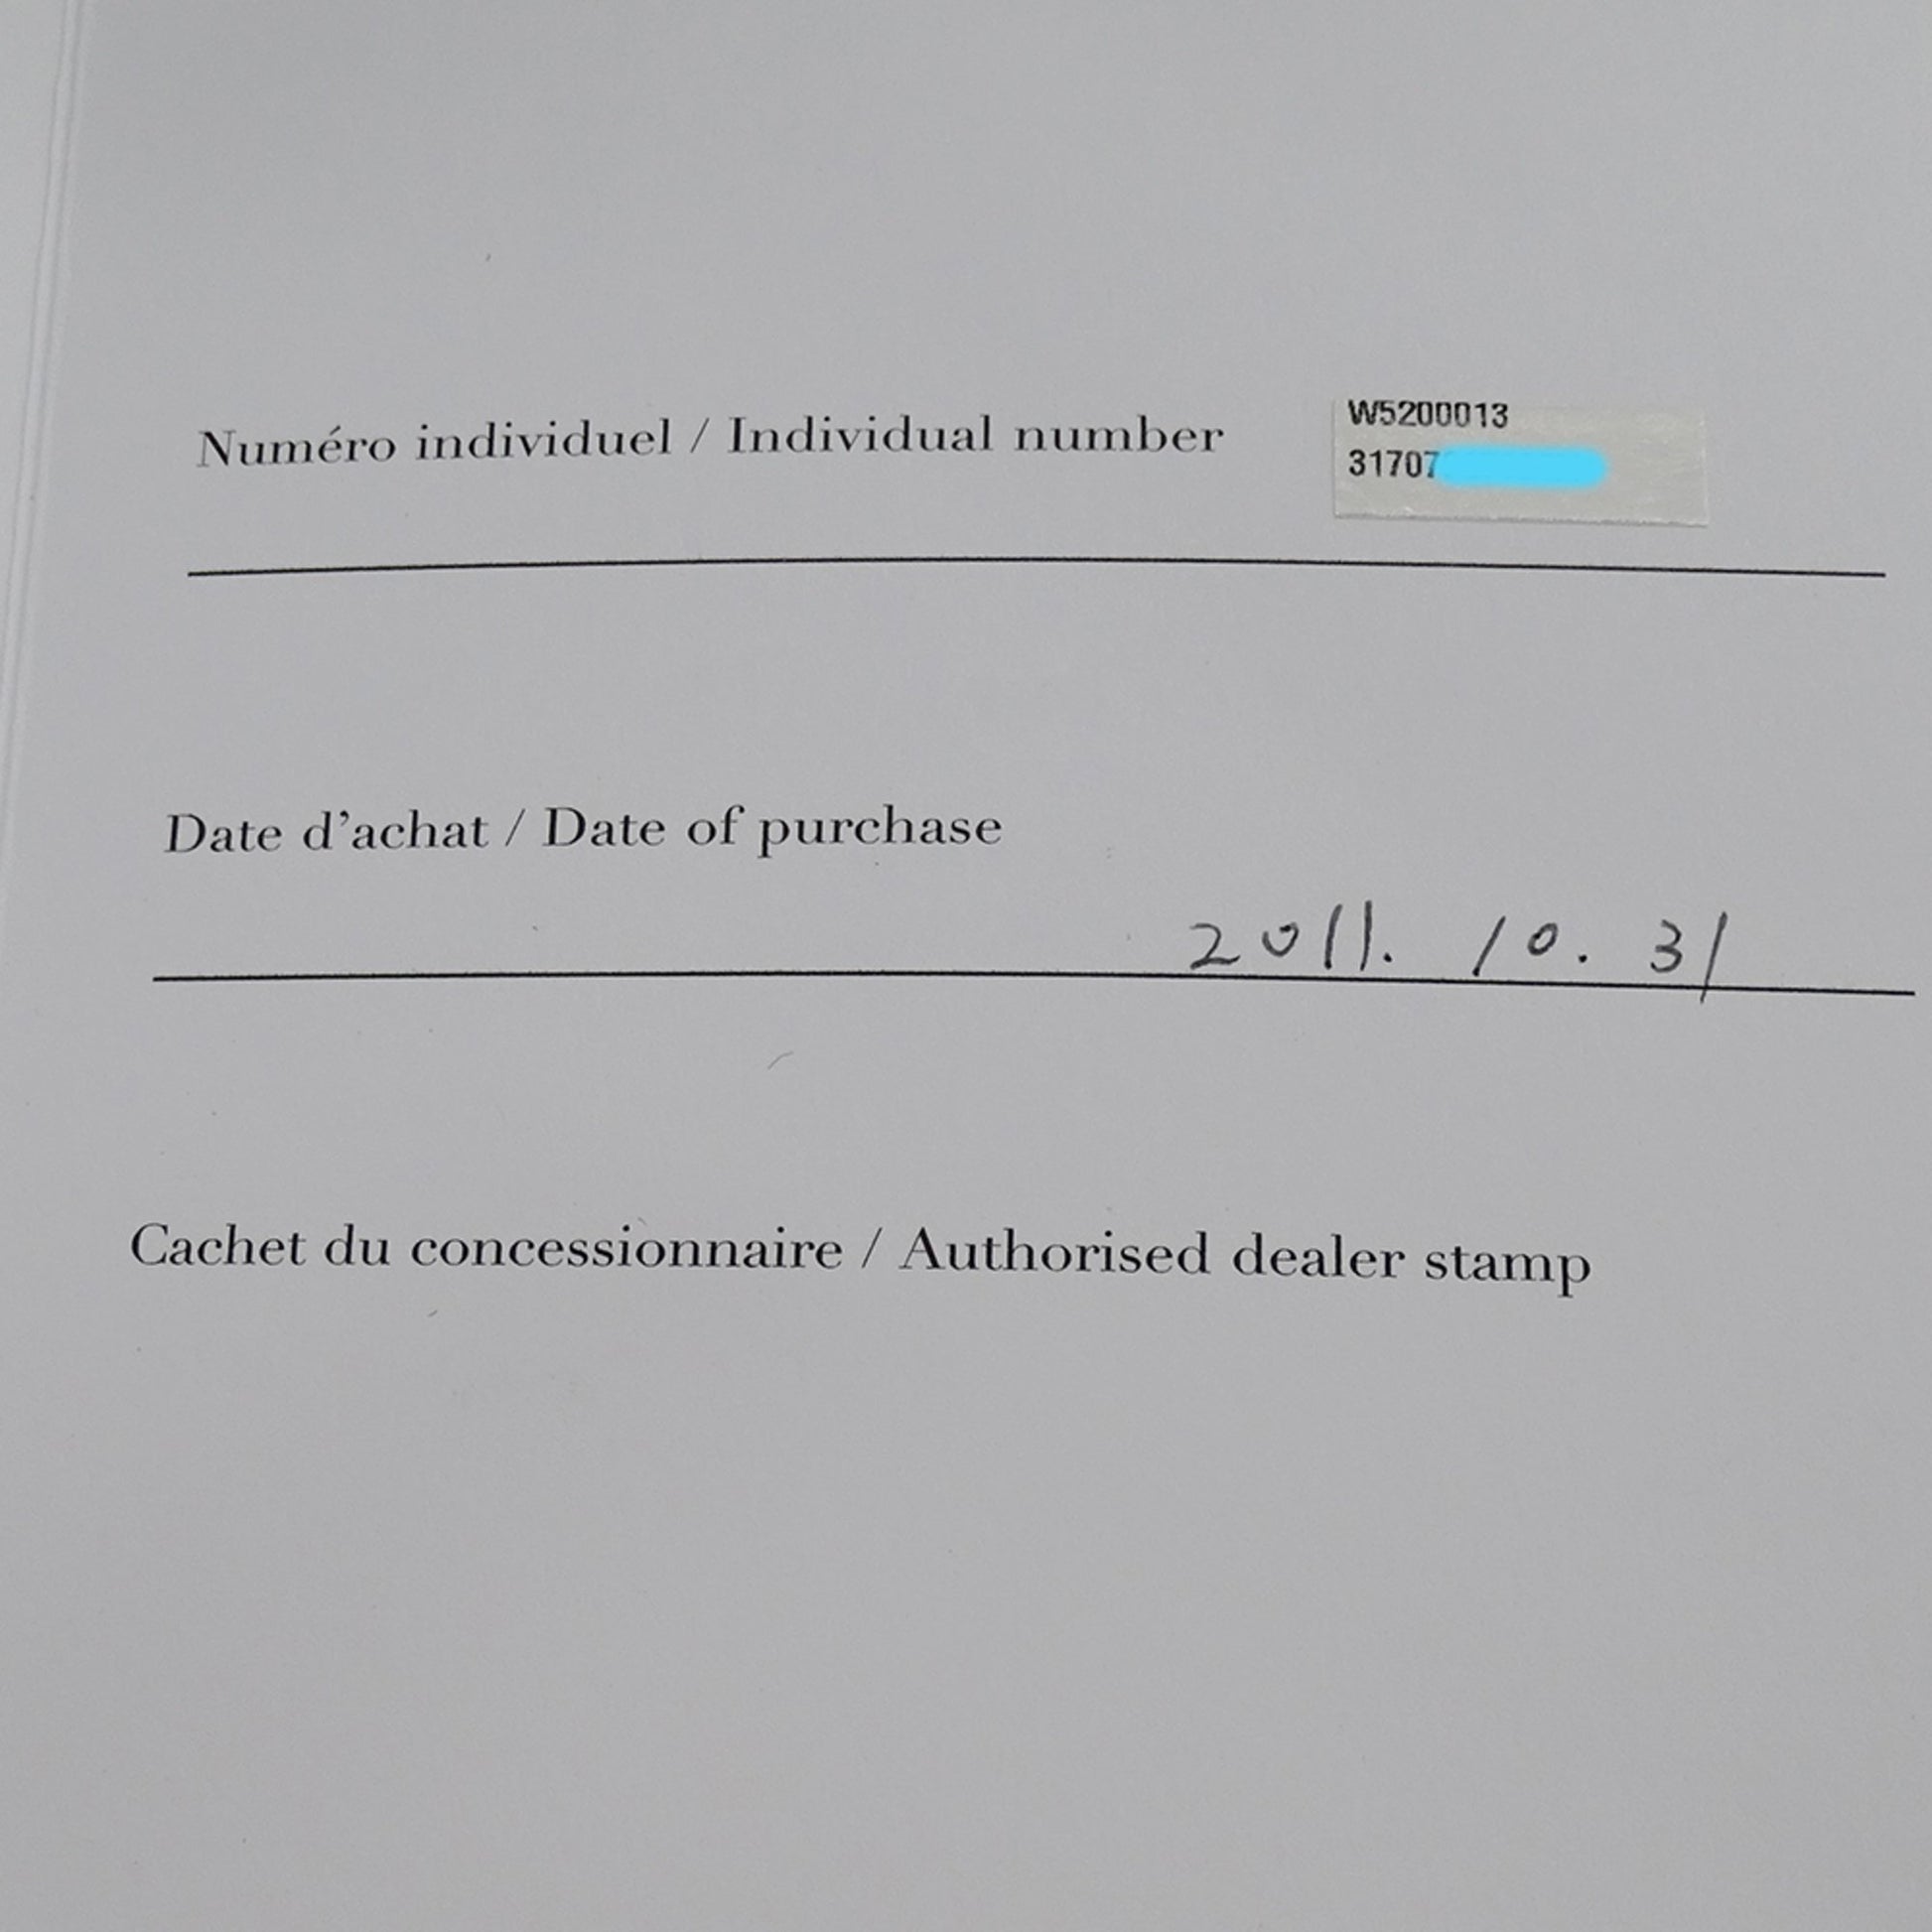 Numéro individuel / Individual number
W5200013
31707
Date d'achat / Date of purchase
2011. 10. 31
Cachet du concessionnaire / Authorised dealer stamp